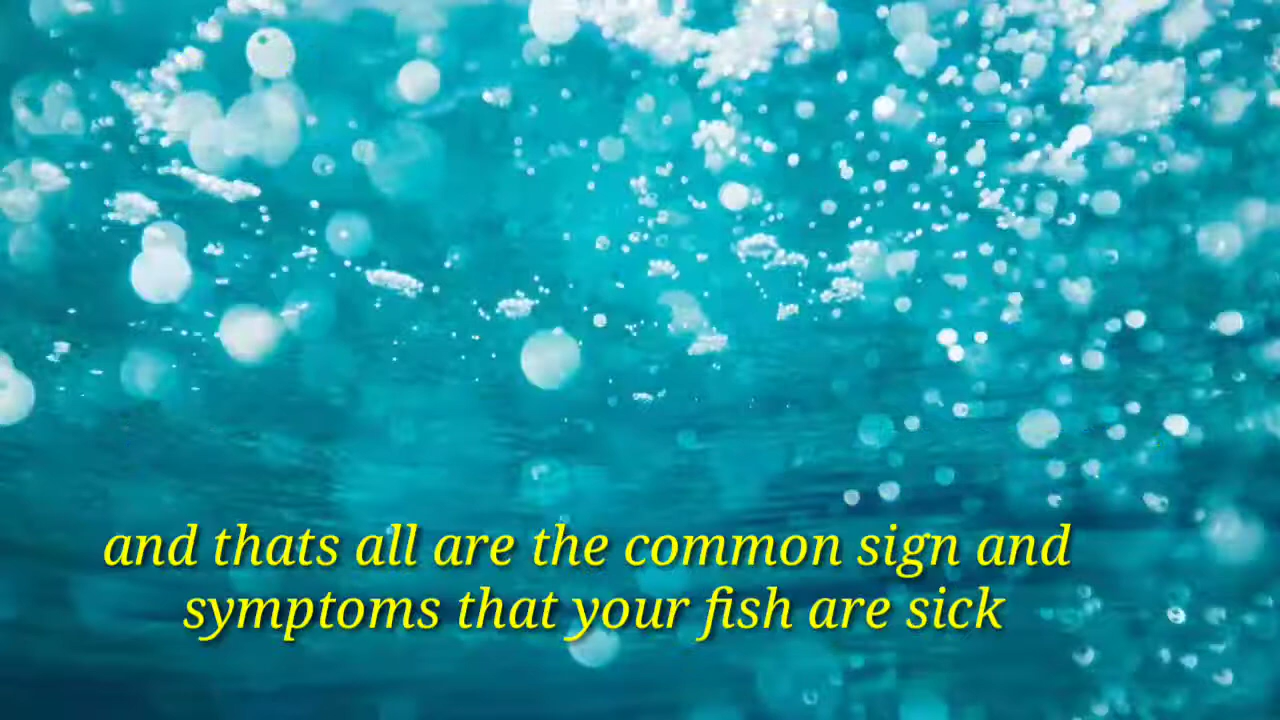 and thats all are the common sign and
symptoms that your fish are sick